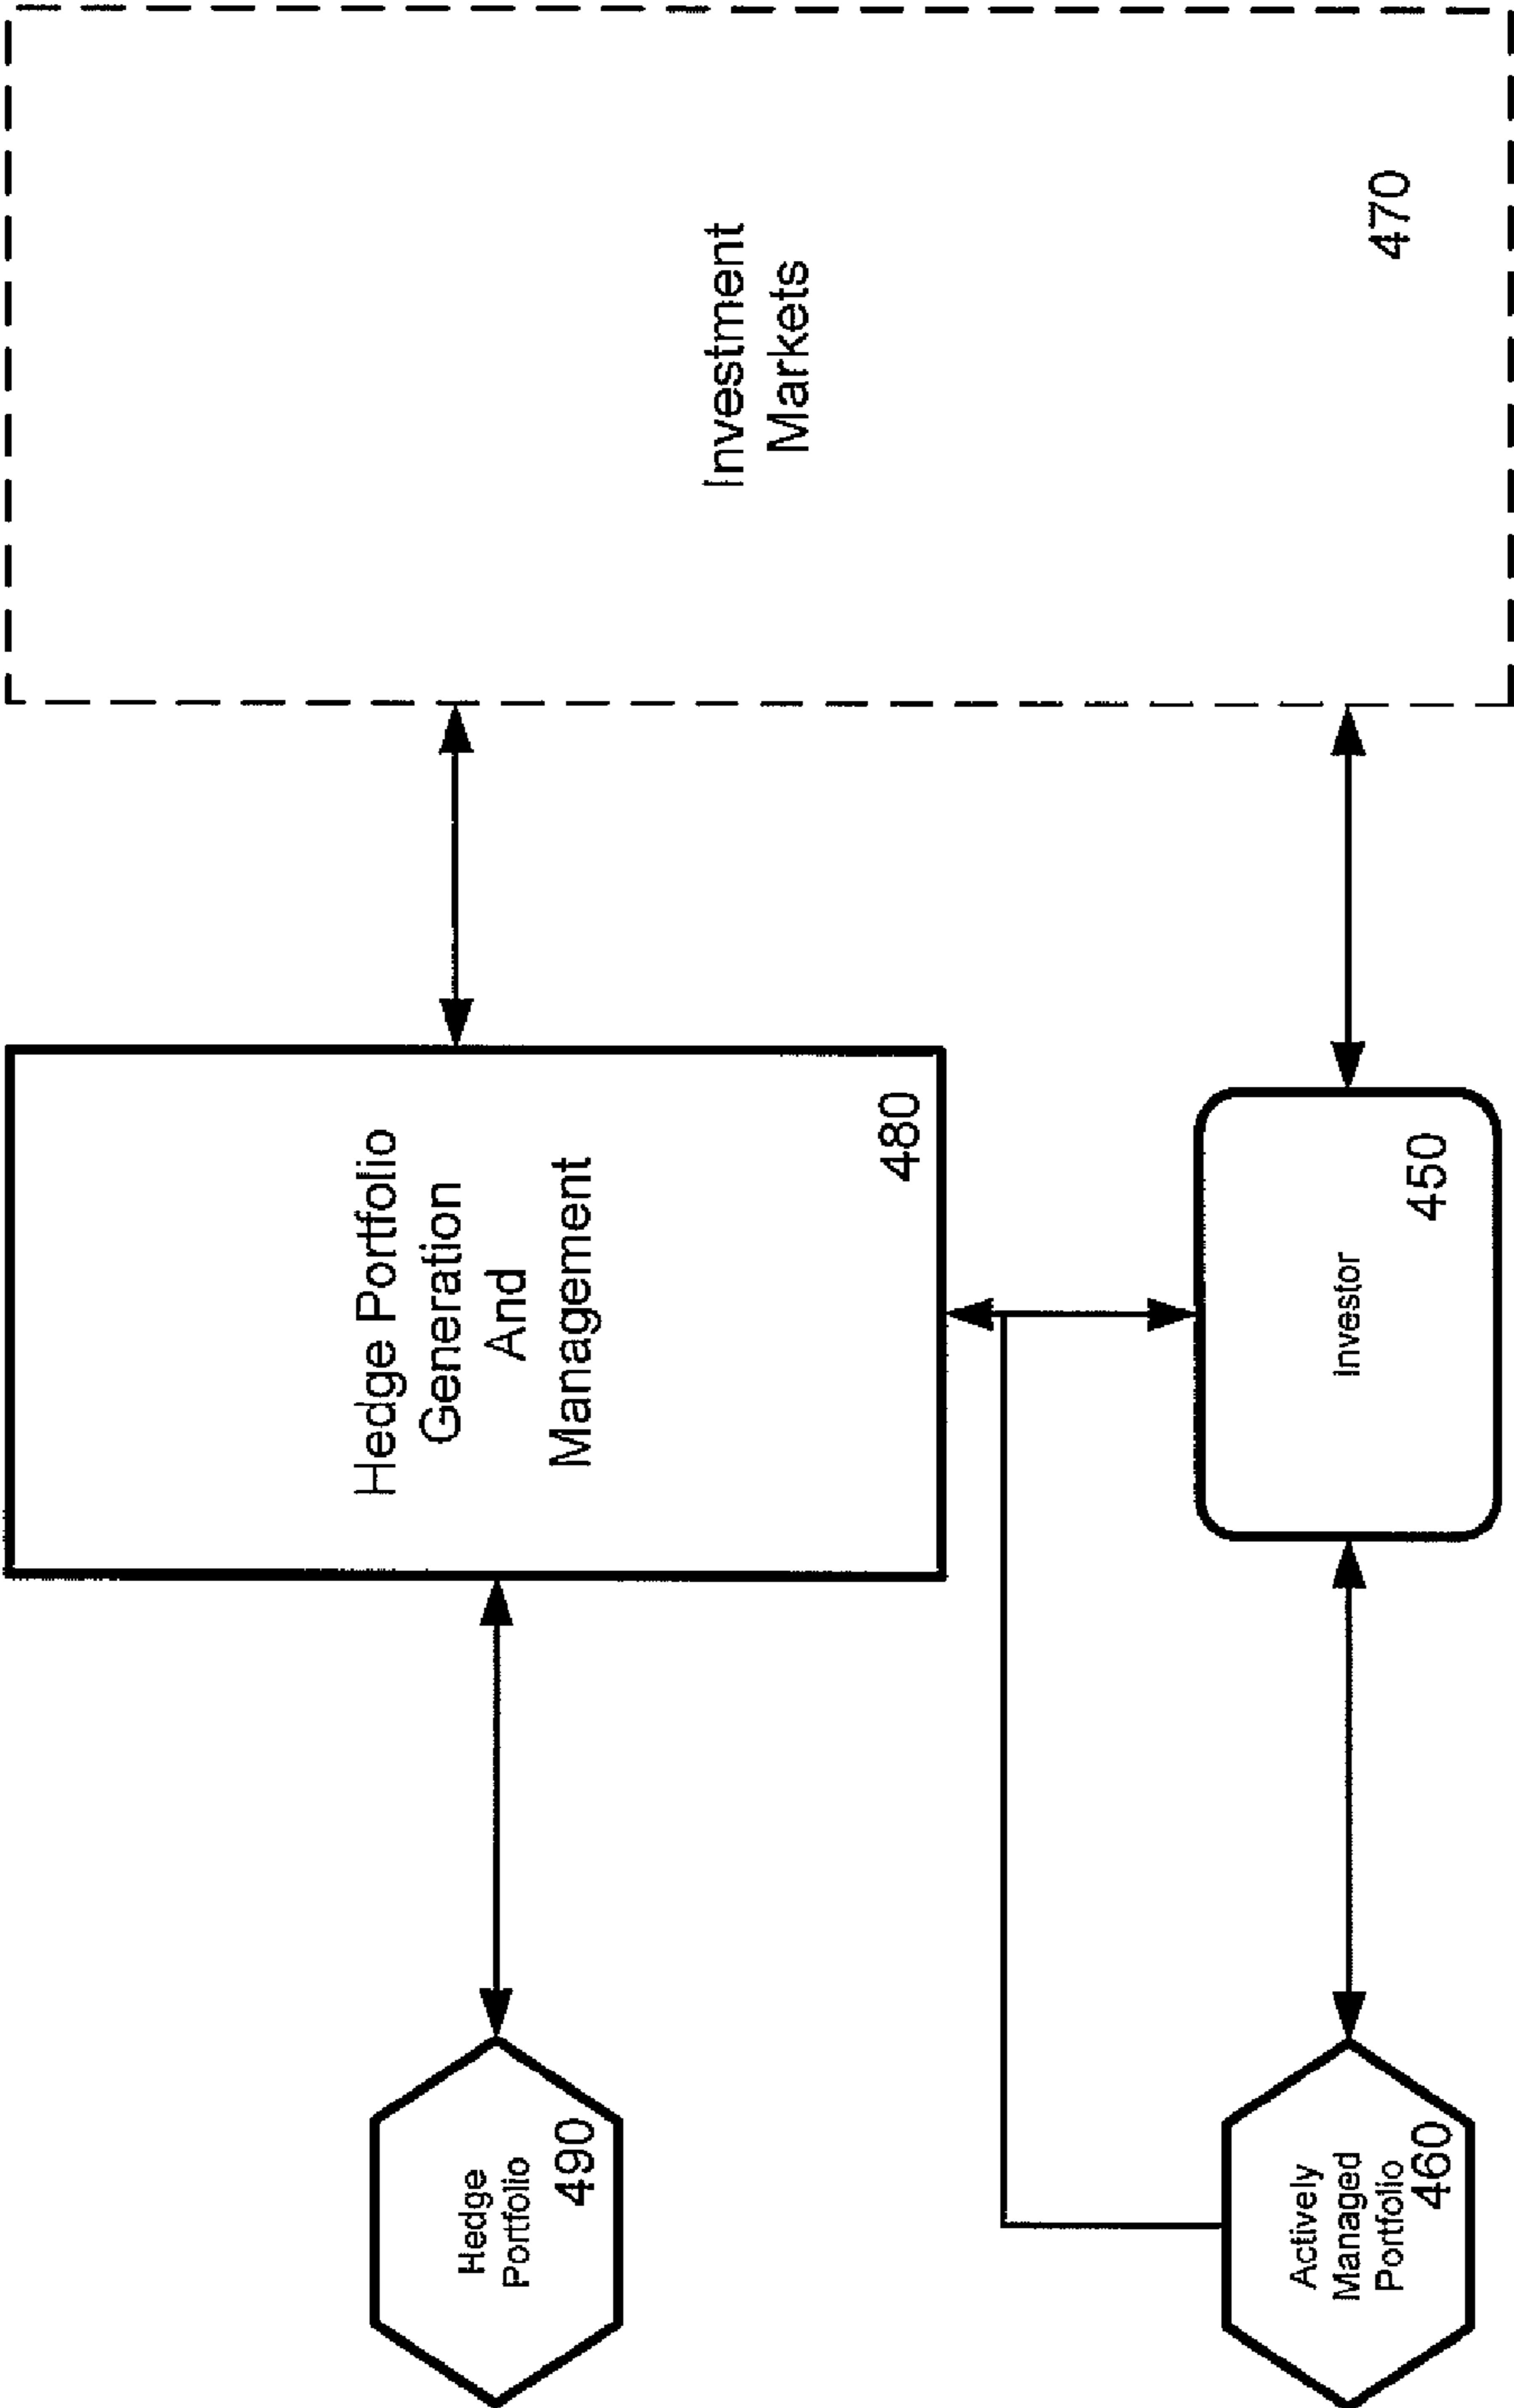 Hedge
Portfolio
490
Hedge Portfolio
Generation
And
Management
480
Investment
Markets
470
Actively
Managed
Portfolio
460
Investor
450